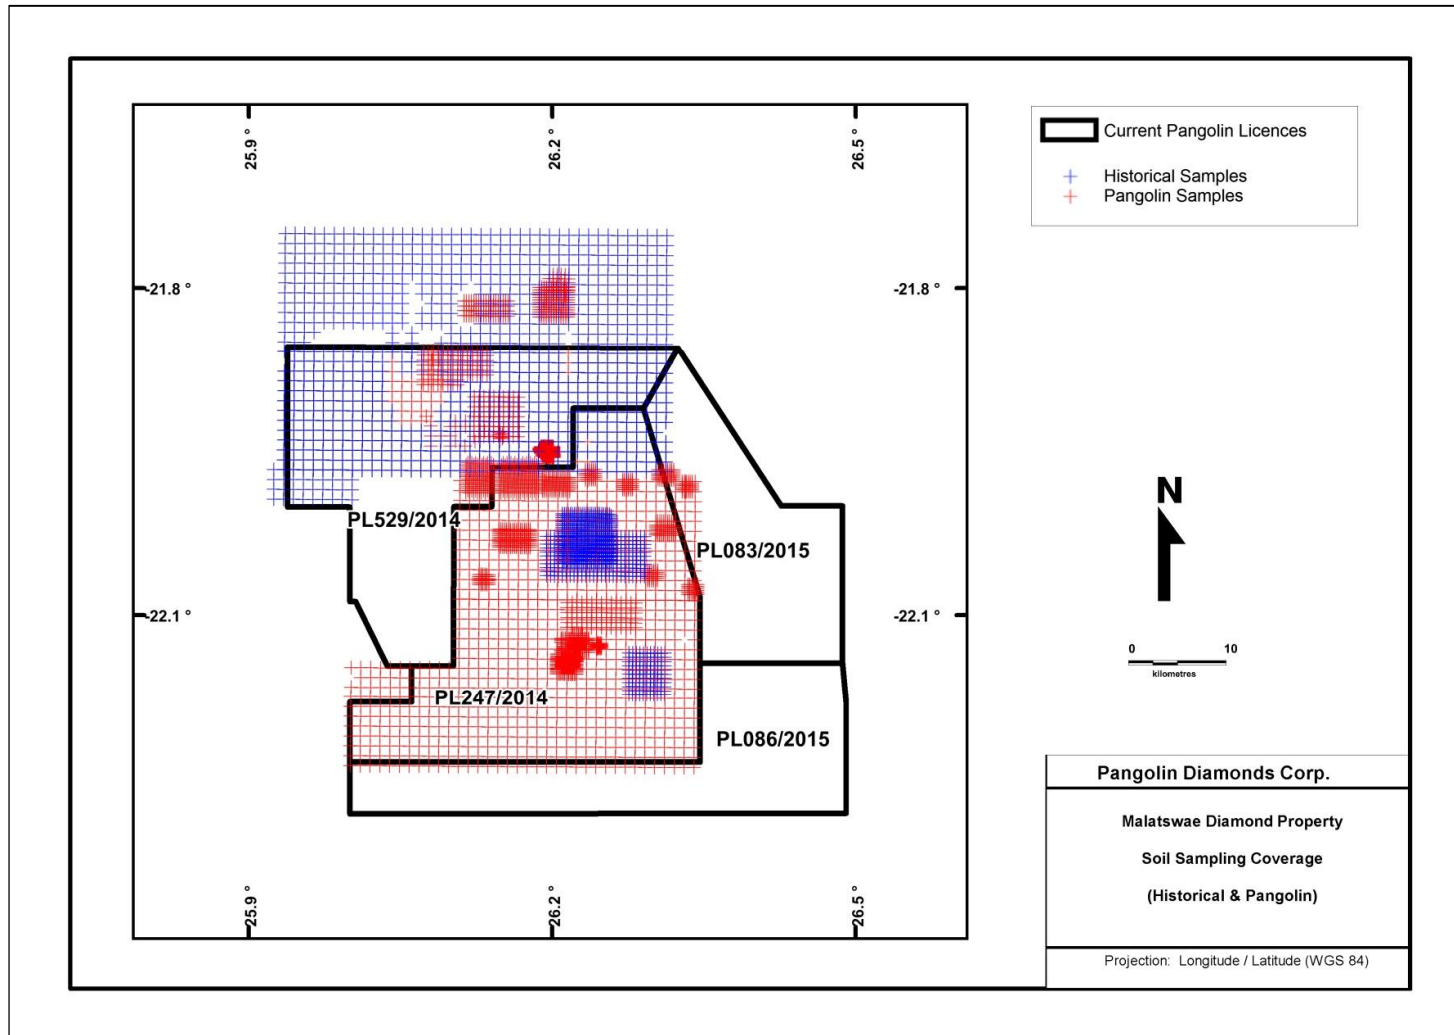 25.9 °
26.2 °
26.5 °
Current Pangolin Licences
Historical Samples
Pangolin Samples
-21.8 °
-21.8 °
N
PL529/2014
PL083/2015
-22.1 °
-22.1 °
0 10
kilometres
PL247/2014
PL086/2015
Pangolin Diamonds Corp.
Malatswae Diamond Property
Soil Sampling Coverage
(Historical & Pangolin)
25.9 °
26.2 °
26.5 °
Projection: Longitude / Latitude (WGS 84)